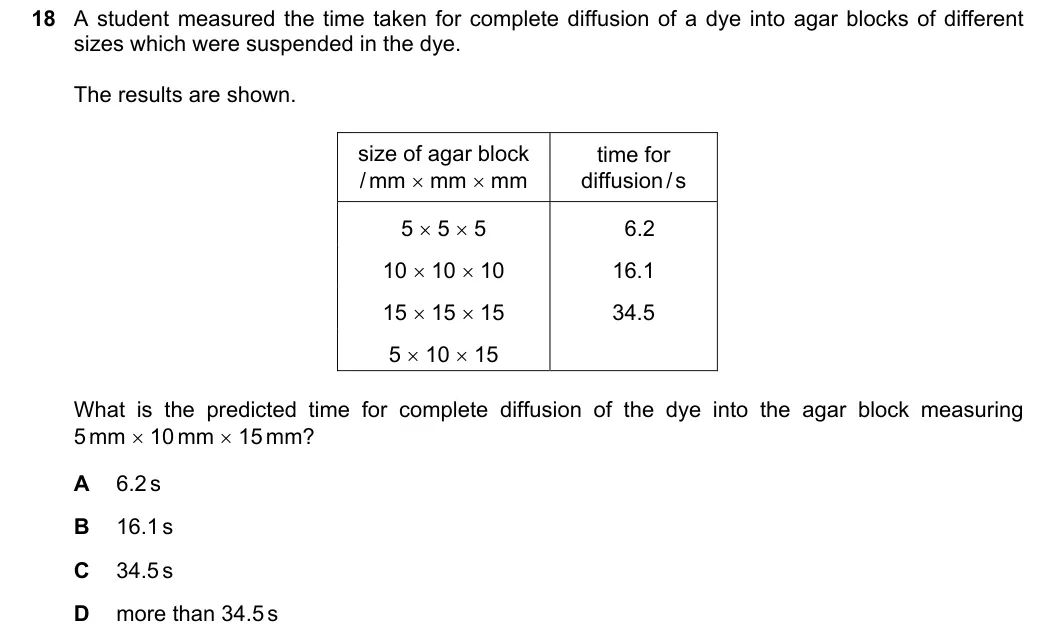 18 A student measured the time taken for complete diffusion of a dye into agar blocks of different
sizes which were suspended in the dye.
The results are shown.
size of agar block
/ mm × mm × mm
time for
diffusion / s
5 × 5 × 5 6.2
10 × 10 × 10 16.1
15 × 15 × 15 34.5
5 × 10 × 15
What is the predicted time for complete diffusion of the dye into the agar block measuring
5 mm × 10 mm × 15 mm?
A 6.2 s
B 16.1 s
C 34.5 s
D more than 34.5 s